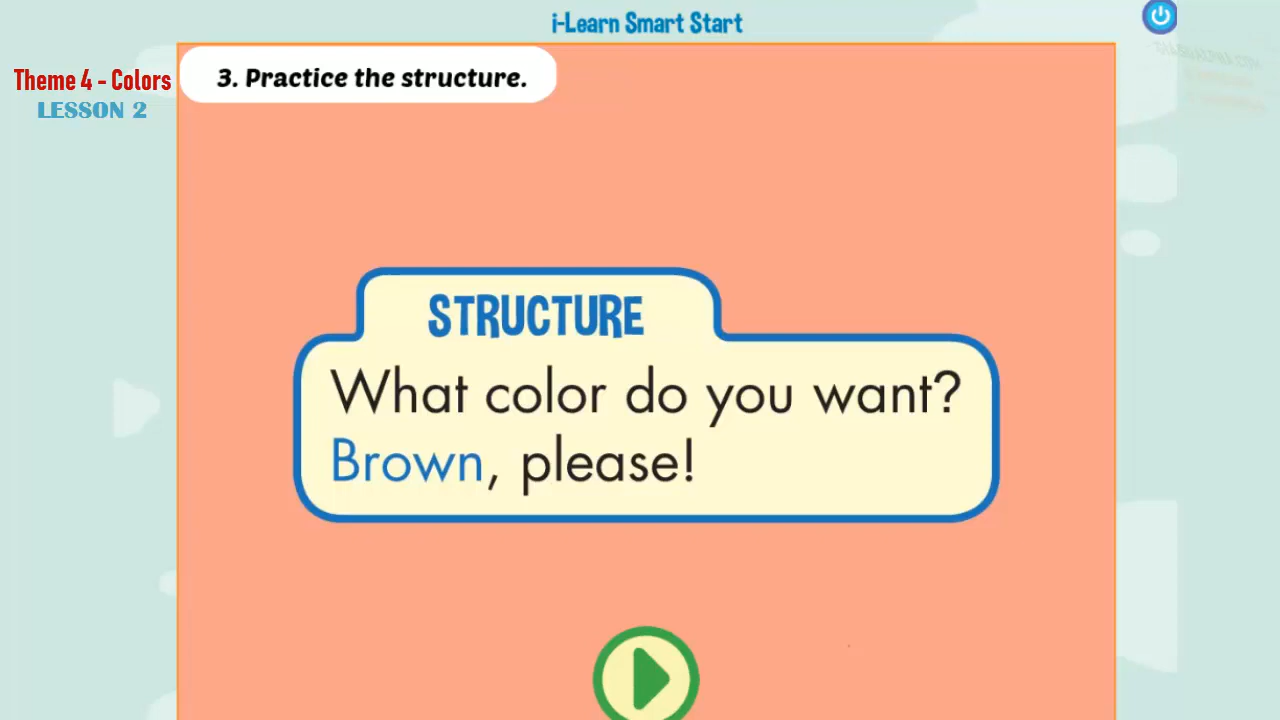 i-Learn Smart Start
Theme 4 - Colors
LESSON 2
3. Practice the structure.
STRUCTURE
What color do you want?
Brown, please!